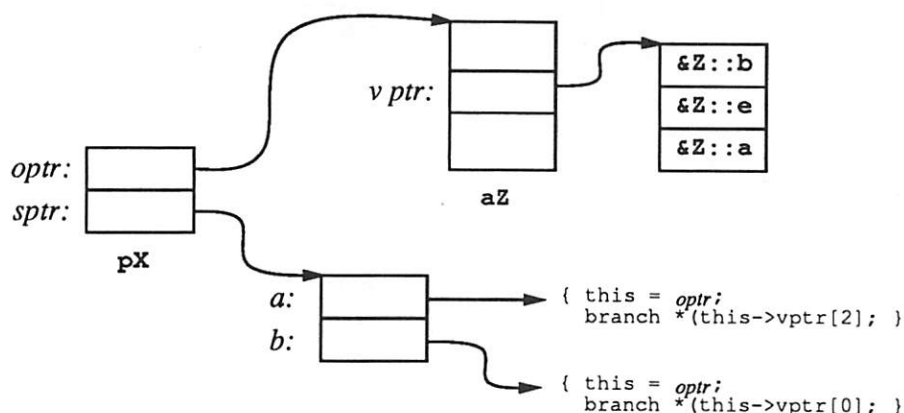 &Z::b
v ptr:
&Z::e
&Z::a
optr:
aZ
sptr:
pX
a:
{ this = optr;
branch *(this->vptr[2]; }
b:
{ this = optr;
branch *(this->vptr[0]; }